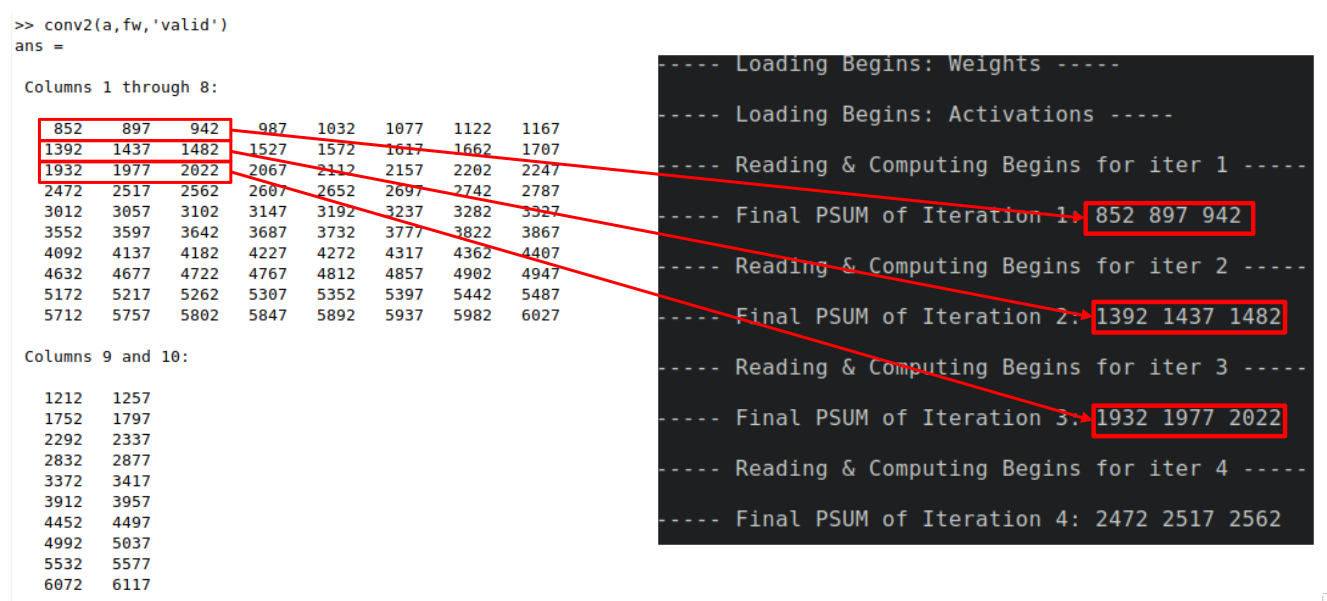 >> conv2(a,fw,'valid')
ans =
Columns 1 through 8:
852 897 942 987 1032 1077 1122 1167
1392 1437 1482 1527 1572 1617 1662 1707
1932 1977 2022 2067 2112 2157 2202 2247
2472 2517 2562 2607 2652 2697 2742 2787
3012 3057 3102 3147 3192 3237 3282 3327
3552 3597 3642 3687 3732 3777 3822 3867
4092 4137 4182 4227 4272 4317 4362 4407
4632 4677 4722 4767 4812 4857 4902 4947
5172 5217 5262 5307 5352 5397 5442 5487
5712 5757 5802 5847 5892 5937 5982 6027
Columns 9 and 10:
1212 1257
1752 1797
2292 2337
2832 2877
3372 3417
3912 3957
4452 4497
4992 5037
5532 5577
6072 6117
----- Loading Begins: Weights -----
----- Loading Begins: Activations -----
----- Reading & Computing Begins for iter 1 -----
----- Final PSUM of Iteration 1: 852 897 942
----- Reading & Computing Begins for iter 2 -----
----- Final PSUM of Iteration 2: 1392 1437 1482
----- Reading & Computing Begins for iter 3 -----
----- Final PSUM of Iteration 3: 1932 1977 2022
----- Reading & Computing Begins for iter 4 -----
----- Final PSUM of Iteration 4: 2472 2517 2562